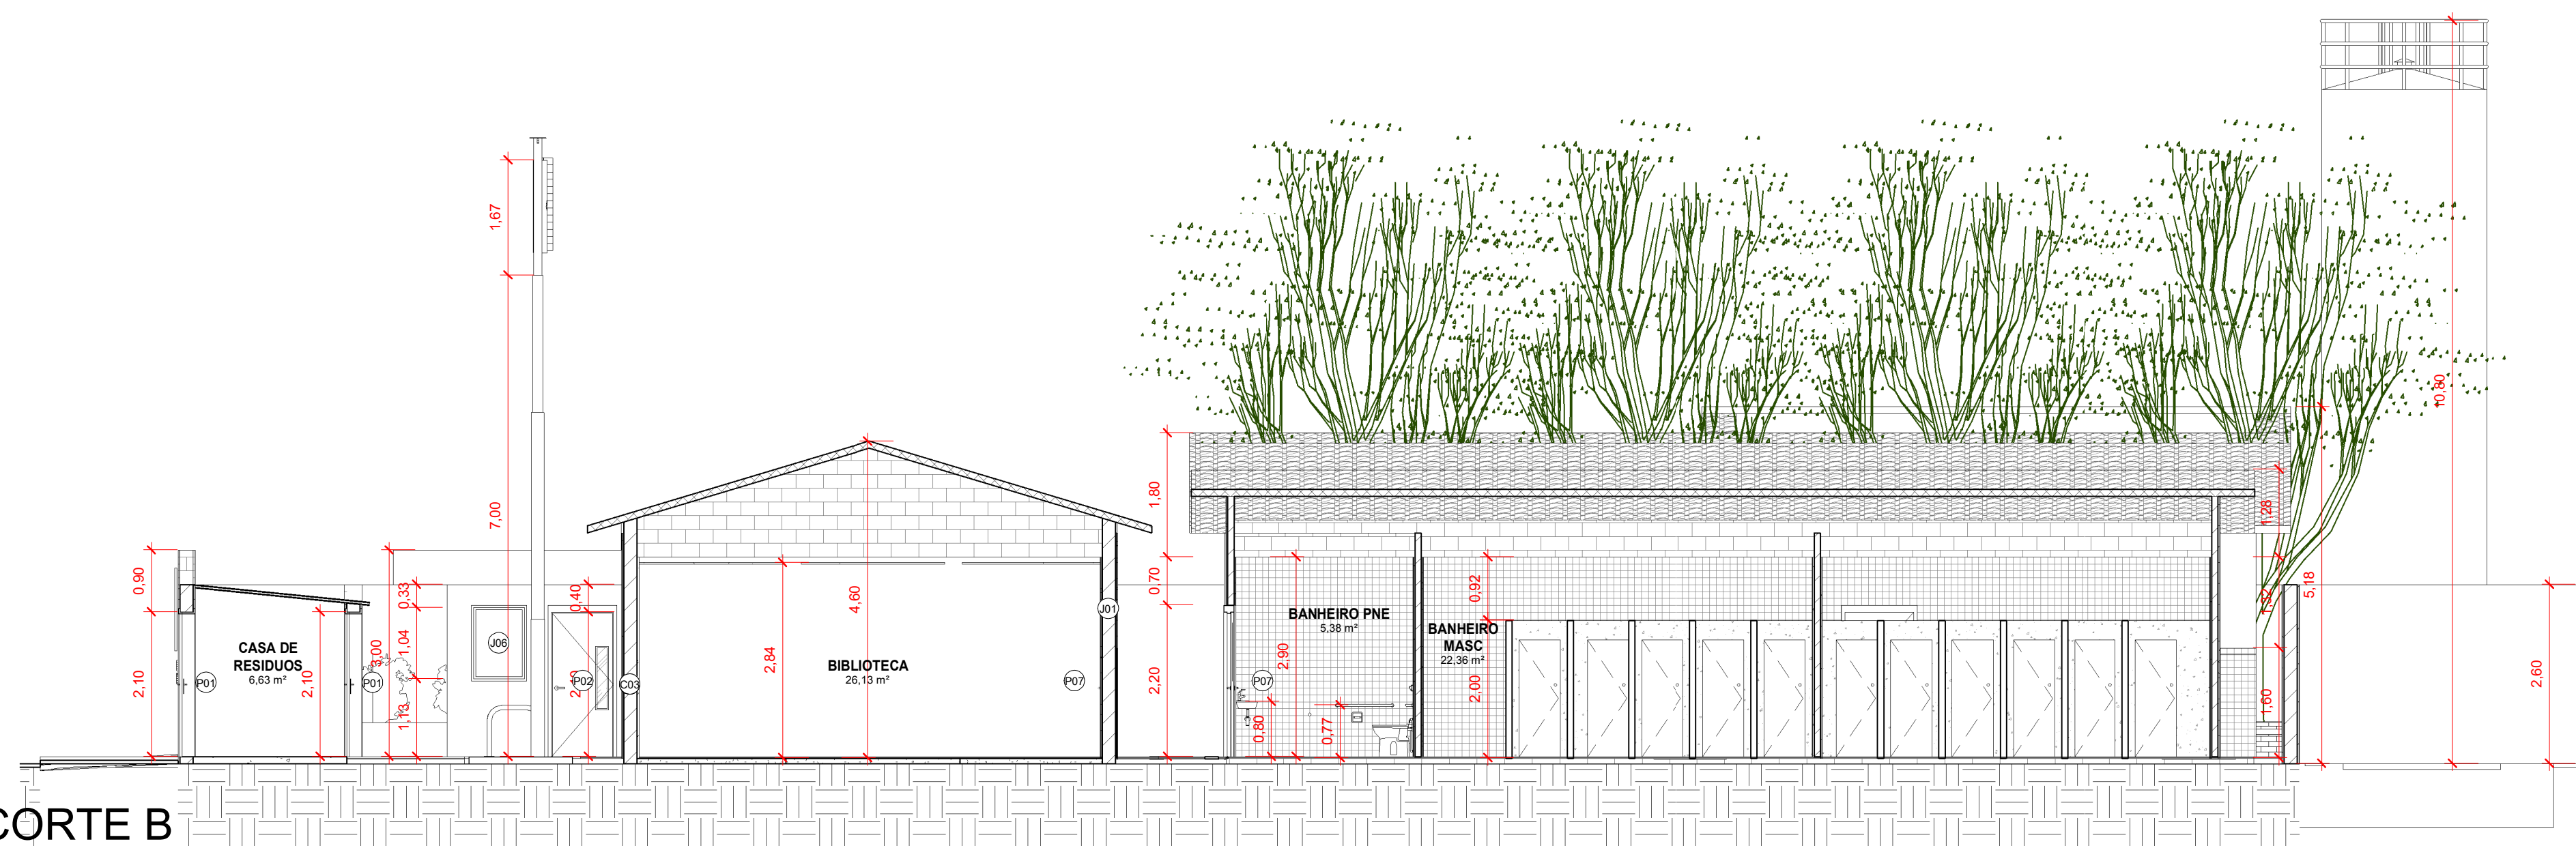 10,80
1,67
7,00
1,80
1,28
5,18
0,90
0,33
0,40
4,60
0,70
0,92
1,32
2,60
BANHEIRO PNE
5,38 m²
BANHEIRO
MASC
22,36 m²
J01
J06
CASA DE
RESIDUOS
6,63 m²
3,00
1,04
2,84
BIBLIOTECA
26,13 m²
2,90
2,10
P01
2,10
P01
P02
C03
P07
2,20
P07
2,00
1,60
1,13
0,80
0,77
CORTE B